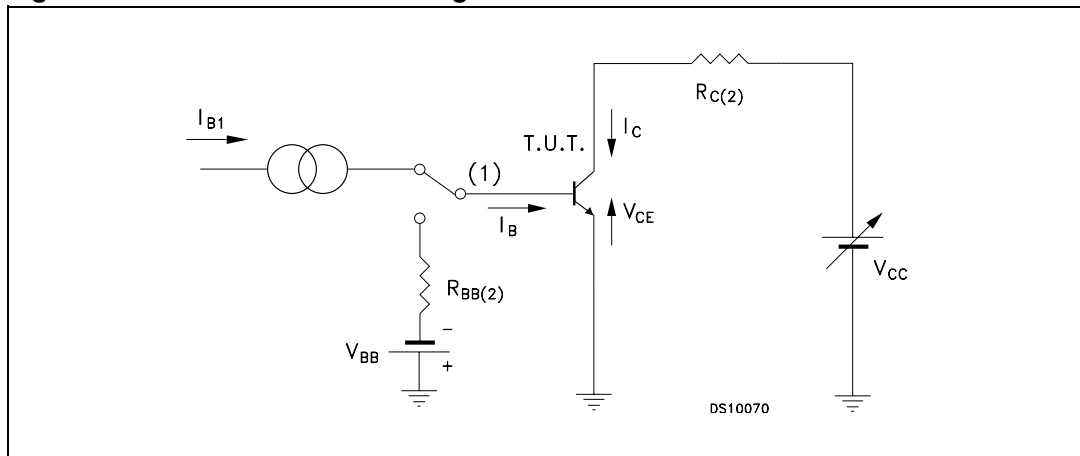 R_C(2)
I_B1
I_C
T.U.T.
(1)
V_CE
I_B
V_CC
R_BB(2)
−
V_BB
+
DS10070